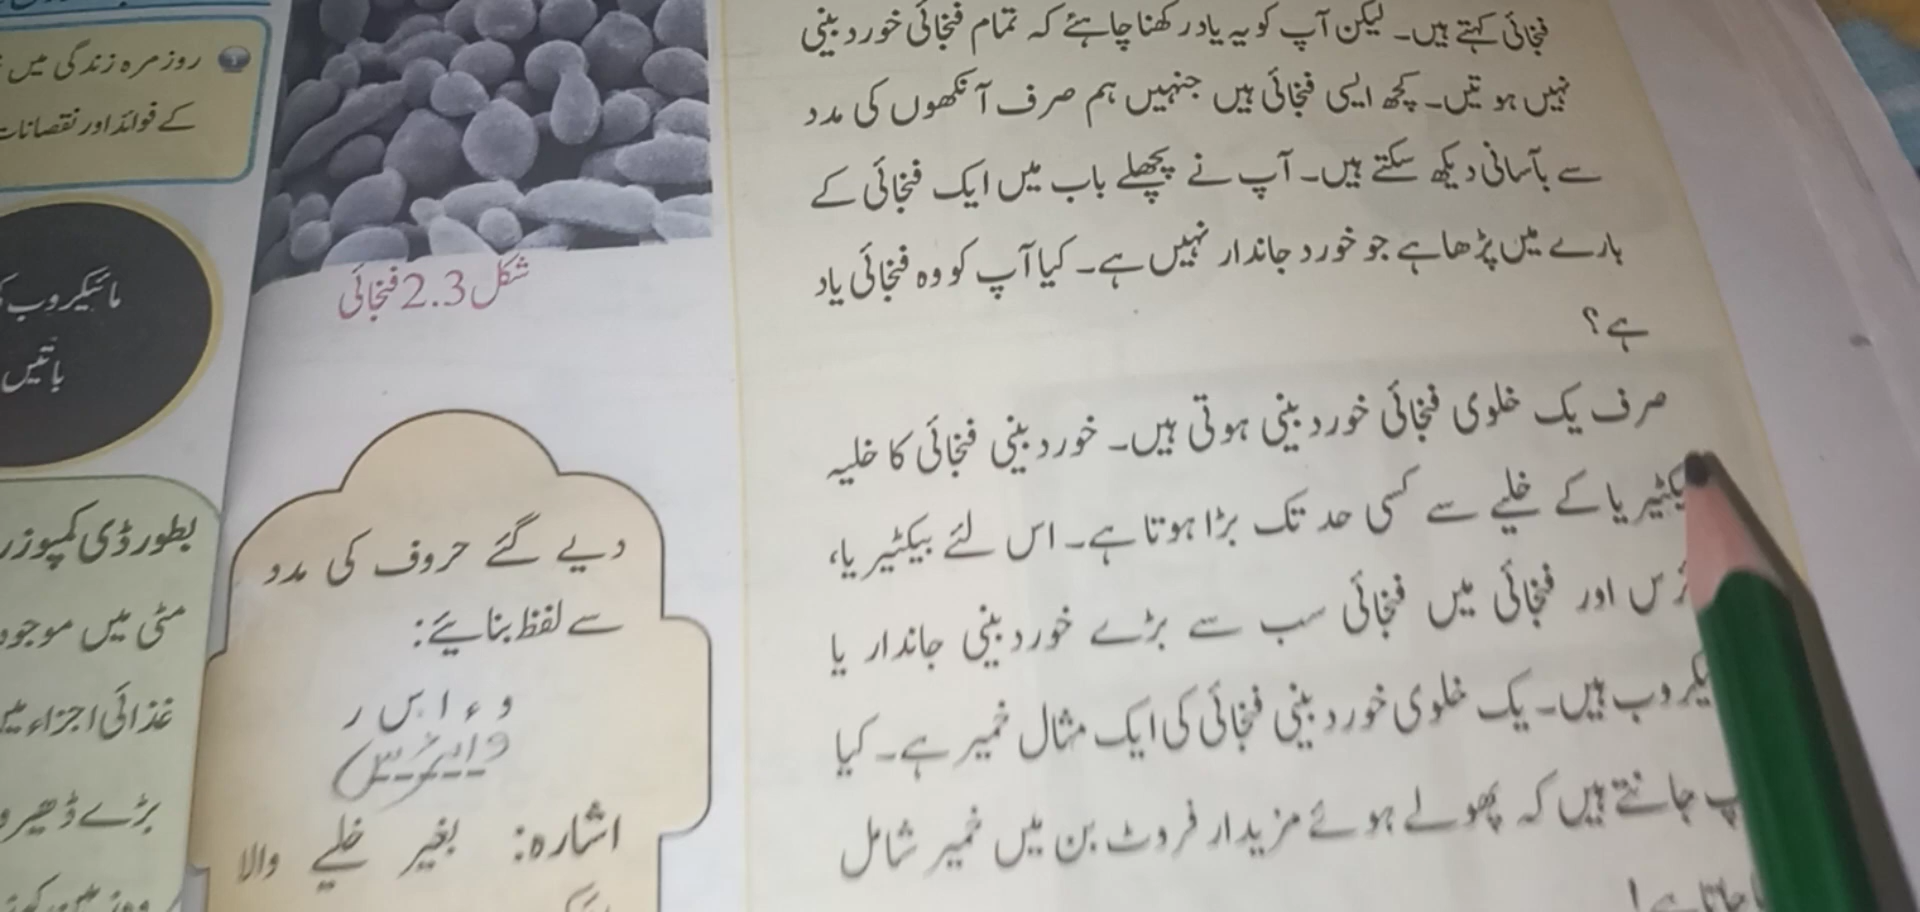 فنجائی کہتے ہیں۔ لیکن آپ کو یہ یاد رکھنا چاہئے کہ تمام فنجائی خوردبینی
نہیں ہوتیں۔ کچھ ایسی فنجائی ہیں جنہیں ہم صرف آنکھوں کی مدد
سے بآسانی دیکھ سکتے ہیں۔ آپ نے پچھلے باب میں ایک فنجائی کے
بارے میں پڑھا ہے جو خورد جاندار نہیں ہے۔ کیا آپ کو وہ فنجائی یاد
ہے؟
صرف یک خلوی فنجائی خوردبینی ہوتی ہیں۔ خوردبینی فنجائی کا خلیہ
بیکٹیریا کے خلیے سے کسی حد تک بڑا ہوتا ہے۔ اس لئے بیکٹیریا،
ئرس اور فنجائی میں فنجائی سب سے بڑے خوردبینی جاندار یا
یکروب ہیں۔ یک خلوی خوردبینی فنجائی کی ایک مثال خمیر ہے۔ کیا
پ جانتے ہیں کہ پھولے ہوئے مزیدار فروٹ بن میں خمیر شامل
جاتا ہے!
شکل 2.3 فنجائی
دیے گئے حروف کی مدد
سے لفظ بنایئے:
و ء ا س ر
وائرس
اشارہ: بغیر خلیے والا
روزمرہ زندگی میں
کے فوائد اور نقصانات
مائیکروب
باتیں
بطور ڈی کمپوزر
مٹی میں موجود
غذائی اجزاء میں
بڑے ڈھیر